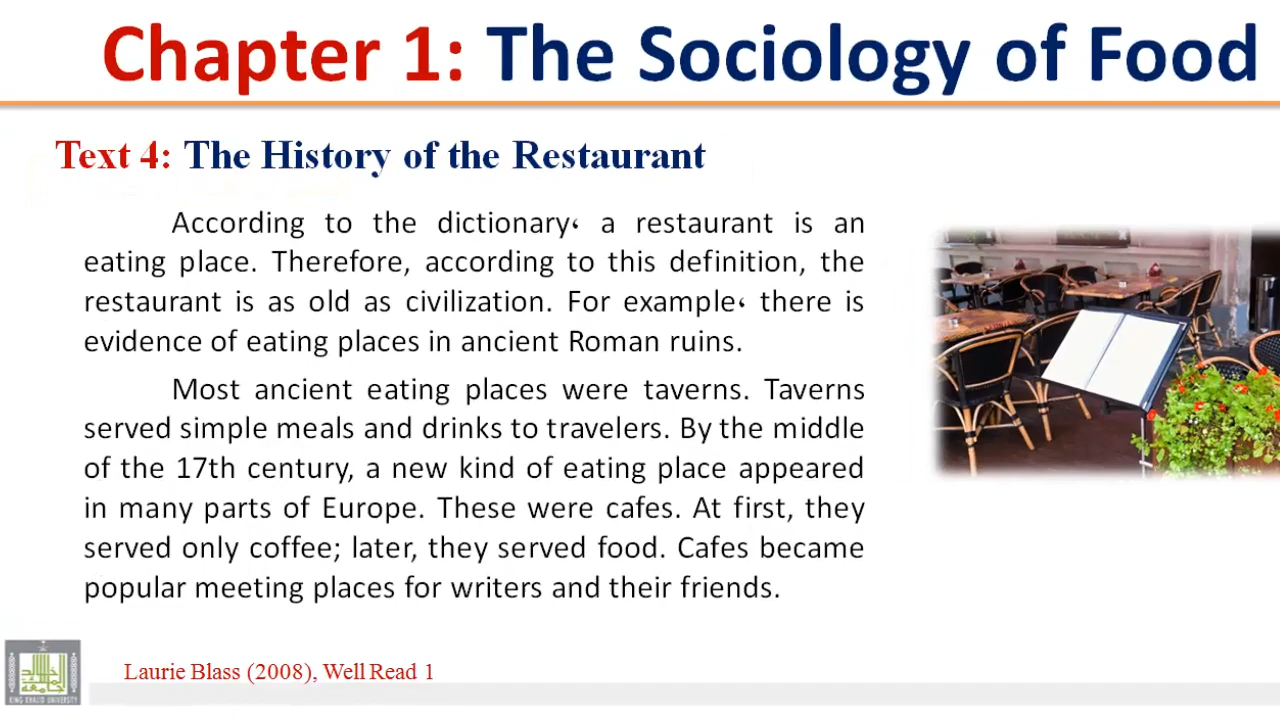 Chapter 1: The Sociology of Food
Text 4: The History of the Restaurant
According to the dictionary، a restaurant is an
eating place. Therefore, according to this definition, the
restaurant is as old as civilization. For example، there is
evidence of eating places in ancient Roman ruins.
Most ancient eating places were taverns. Taverns
served simple meals and drinks to travelers. By the middle
of the 17th century, a new kind of eating place appeared
in many parts of Europe. These were cafes. At first, they
served only coffee; later, they served food. Cafes became
popular meeting places for writers and their friends.
KING KHALID UNIVERSITY
Laurie Blass (2008), Well Read 1